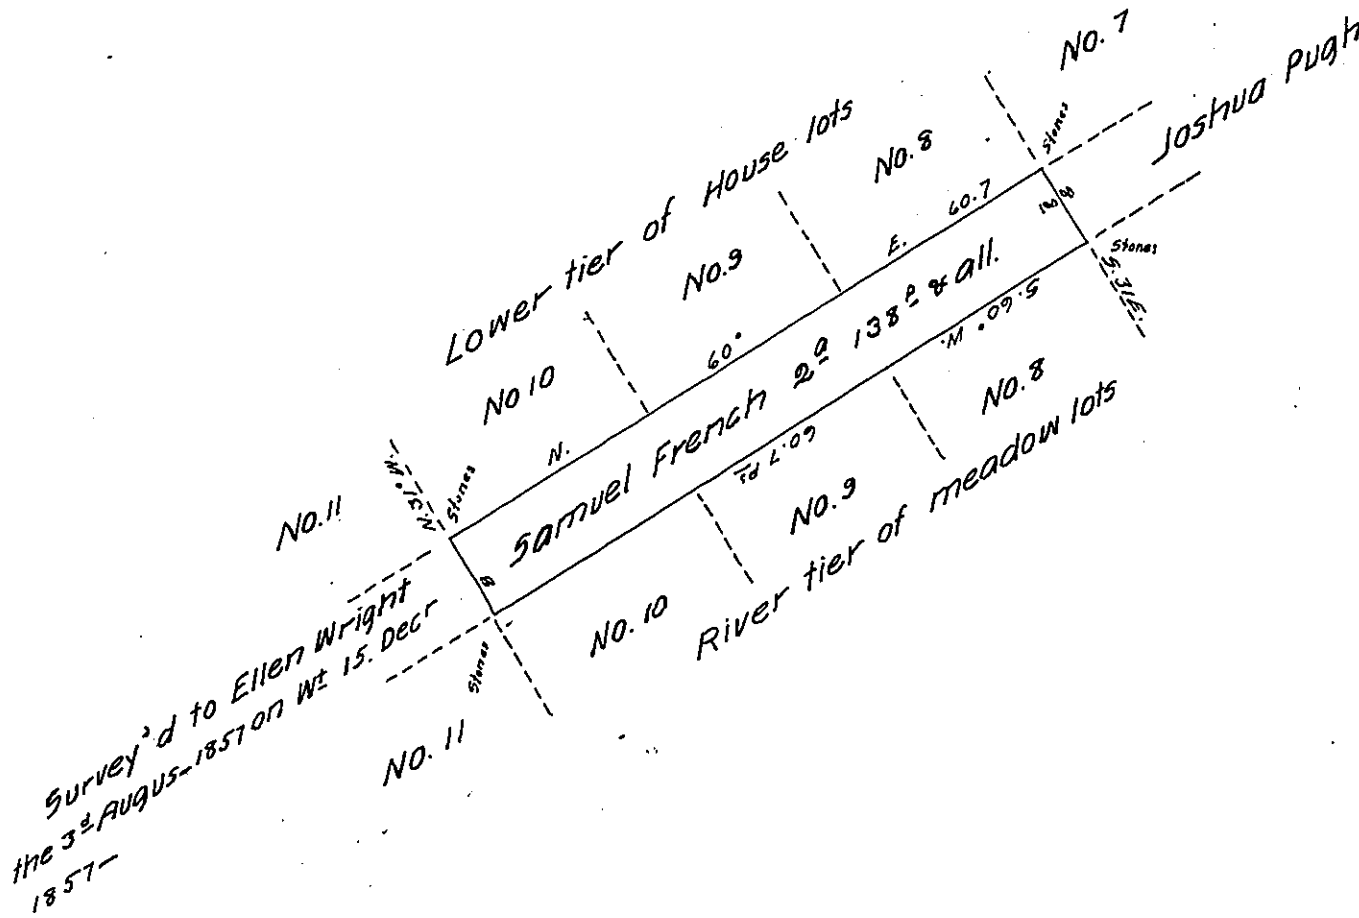 No. 7
Joshua Pugh
Lower tier of House lots
No. 8
Stones
No. 9
E. 60.7
8
Stones
S. 31 E.
No 10
N. 60°
Samuel French 2a 138p & all.
S. 60° W.
60.7 ps
No. 8
N. 31° W.
Stones
No. 11
8
No. 9
River tier of meadow lots
No. 10
Stones
No. 11
Survey'd to Ellen Wright
the 3d Augus- 1857 on Wt 15. Decr
1857-